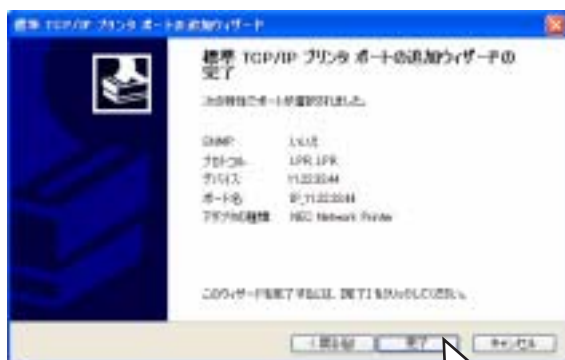 標準 TCP/IP プリンタ ポートの追加ウィザード
標準 TCP/IP プリンタ ポートの追加ウィザードの
完了
次の特性でポートが選択されました。
SNMP いいえ
プロトコル LPR, LPR
デバイス 11.22.33.44
ポート名 IP_11.22.33.44
アダプタの種類 NEC Network Printer
このウィザードを完了するには、[完了] をクリックしてください。
< 戻る(B) 完了 キャンセル